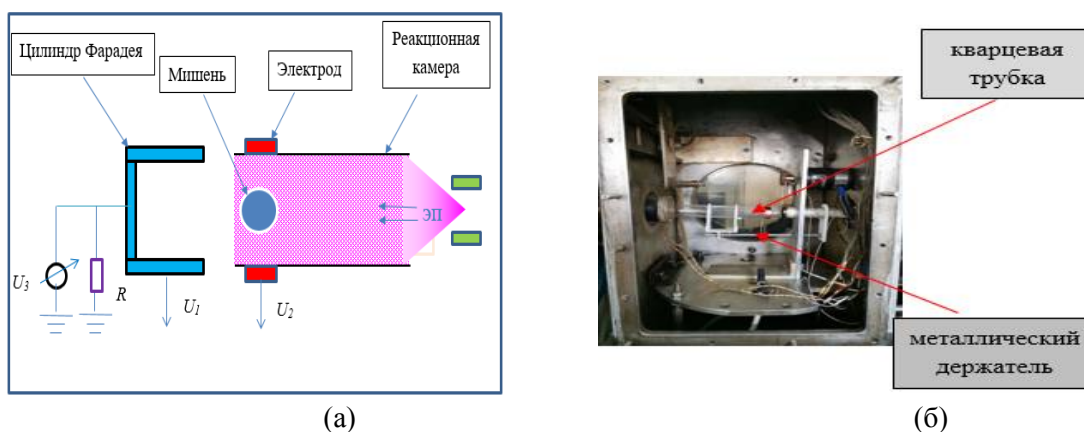 Цилиндр Фарадея
Мишень
Электрод
Реакционная
камера
ЭП
U3
R
U1
U2
кварцевая
трубка
металлический
держатель
(а)
(б)